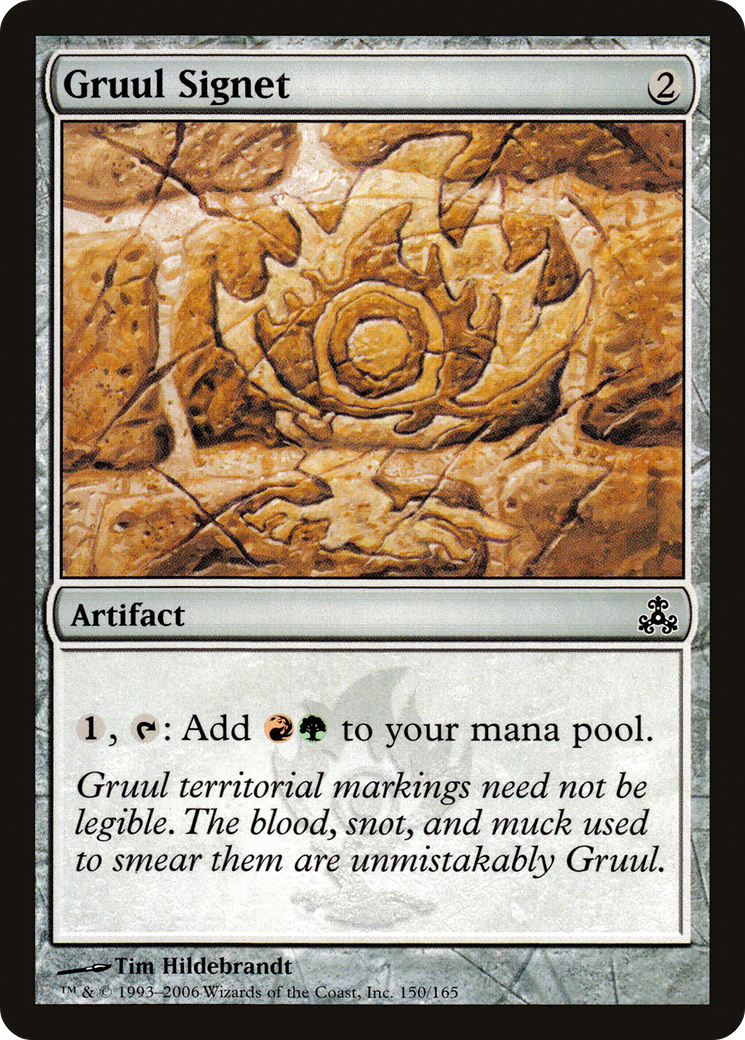 Gruul Signet 2
Artifact
1, : Add to your mana pool.
Gruul territorial markings need not be
legible. The blood, snot, and muck used
to smear them are unmistakably Gruul.
Tim Hildebrandt
™ & © 1993–2006 Wizards of the Coast, Inc. 150/165